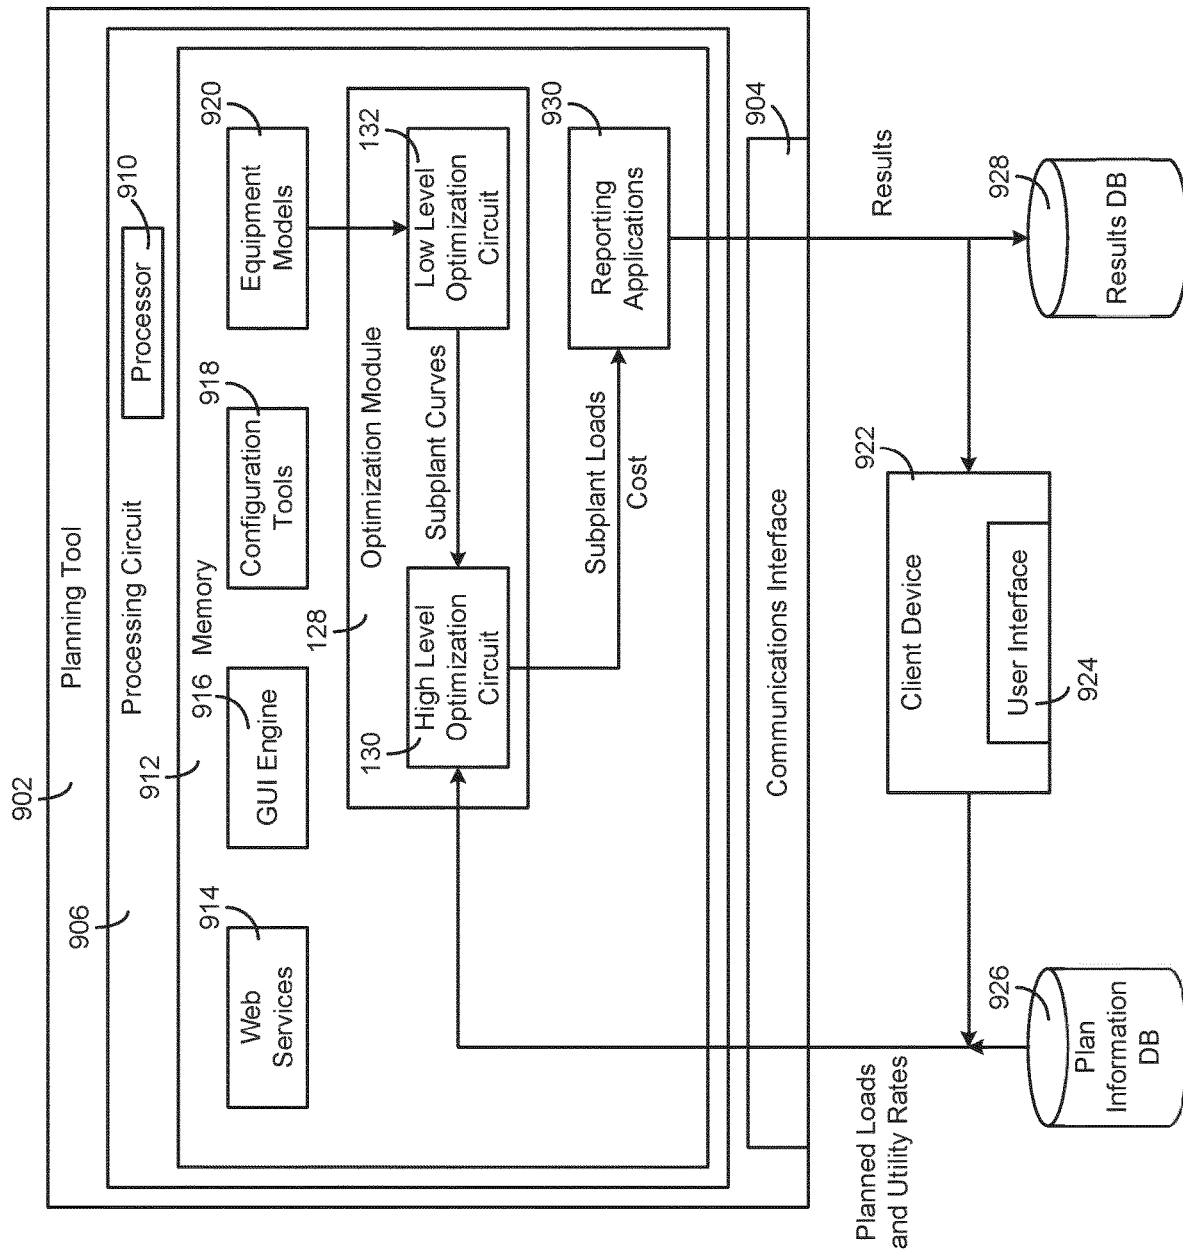 902
Planning Tool
906
Processing Circuit
910
Processor
912
Memory
914
Web
Services
916
GUI Engine
918
Configuration
Tools
920
Equipment
Models
128
Optimization Module
130
High Level
Optimization
Circuit
Subplant Curves
132
Low Level
Optimization
Circuit
Subplant Loads
Cost
930
Reporting
Applications
Communications Interface
904
Planned Loads
and Utility Rates
Results
922
Client Device
User Interface
924
926
Plan
Information
DB
928
Results DB